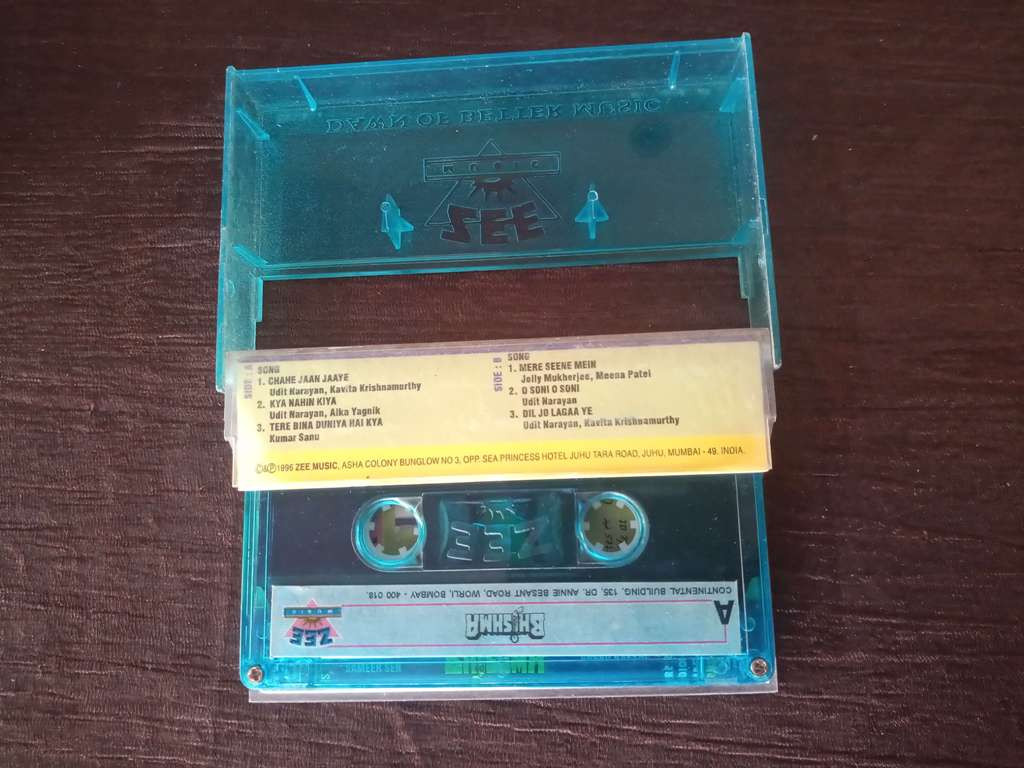 DAWN OF BETTER MUSIC
MUSIC
ZEE
SIDE : A
SONG
1. CHAHE JAAN JAAYE
Udit Narayan, Kavita Krishnamurthy
2. KYA NAHIN KIYA
Udit Narayan, Alka Yagnik
3. TERE BINA DUNIYA HAI KYA
Kumar Sanu
SIDE : B
SONG
1. MERE SEENE MEIN
Jolly Mukherjee, Meena Patel
2. O SONI O SONI
Udit Narayan
3. DIL JO LAGAA YE
Udit Narayan, Kavita Krishnamurthy
©&℗1996 ZEE MUSIC, ASHA COLONY BUNGLOW NO 3, OPP. SEA PRINCESS HOTEL JUHU TARA ROAD, JUHU, MUMBAI - 49. INDIA.
ZEE
CONTINENTAL BUILDING, 135, DR. ANNIE BESANT ROAD, WORLI, BOMBAY - 400 018.
A
BHISHMA
ZEE
MUSIC
SAMEER SEN